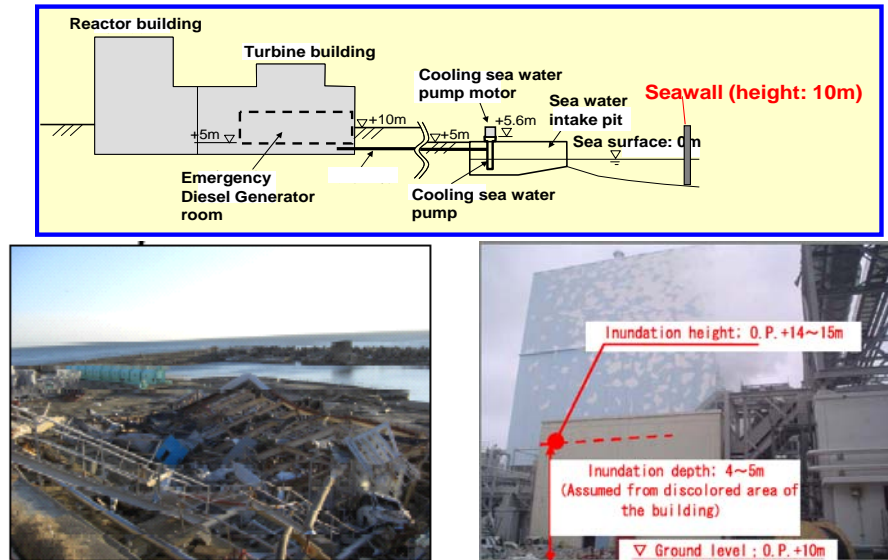 Reactor building
Turbine building
Cooling sea water
pump motor
Seawall (height: 10m)
Sea water
intake pit
+10m
+5.6m
+5m
+5m
Sea surface: 0m
Emergency
Diesel Generator
room
Cooling sea water
pump
Inundation height: O.P.+14～15m
Inundation depth: 4～5m
(Assumed from discolored area of
the building)
▽ Ground level : O.P.+10m